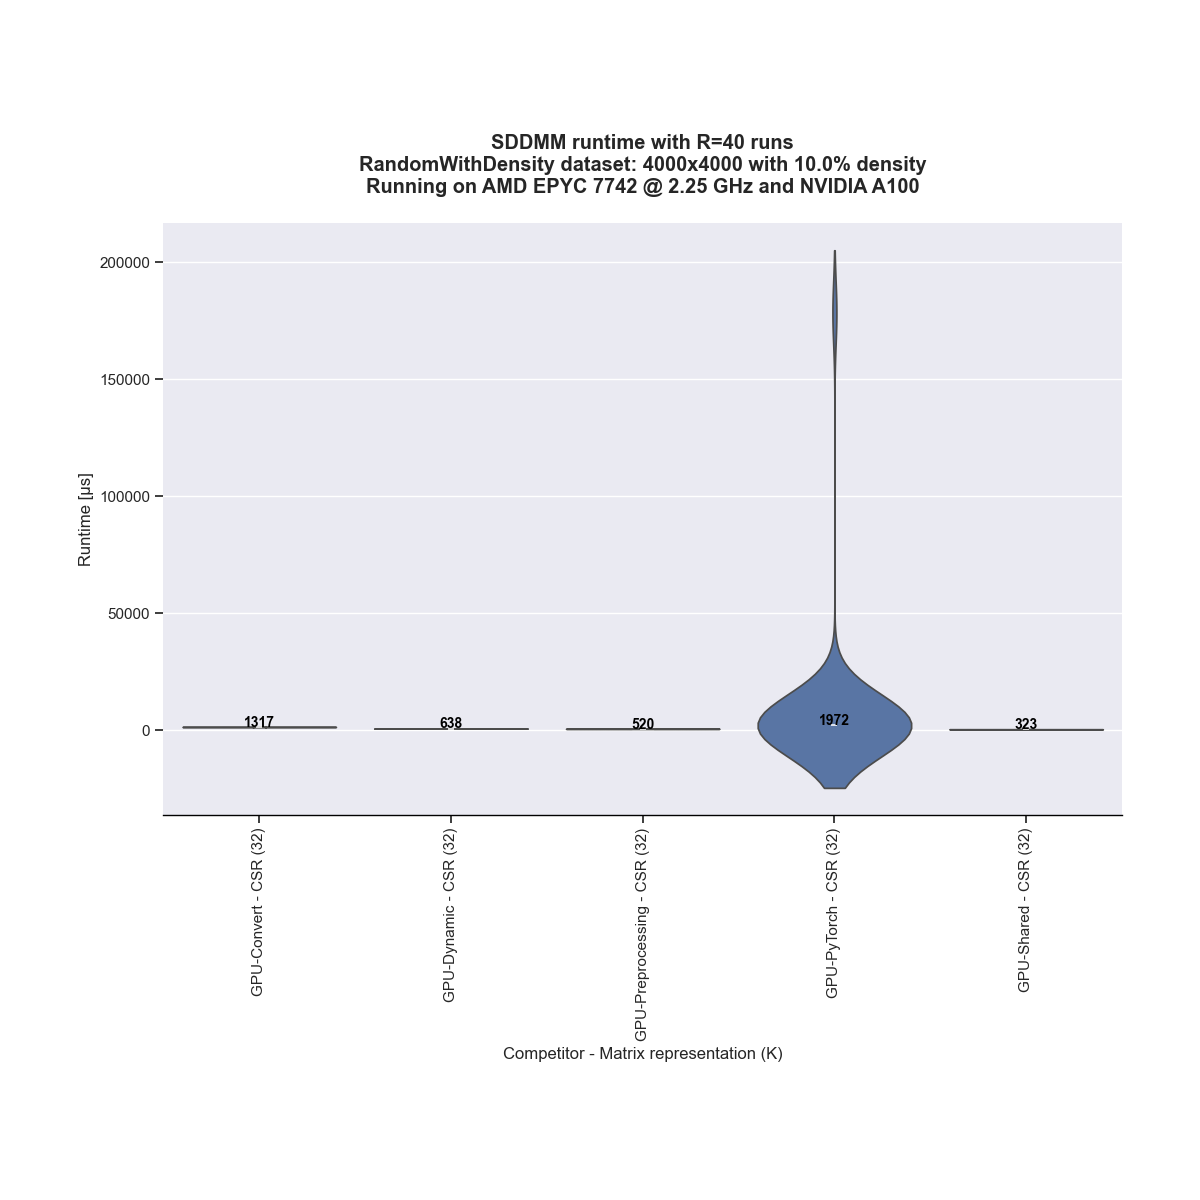 SDDMM runtime with R=40 runs
RandomWithDensity dataset: 4000x4000 with 10.0% density
Running on AMD EPYC 7742 @ 2.25 GHz and NVIDIA A100
200000
150000
100000
50000
0
Runtime [µs]
1317
638
520
1972
323
GPU-Convert - CSR (32)
GPU-Dynamic - CSR (32)
GPU-Preprocessing - CSR (32)
GPU-PyTorch - CSR (32)
GPU-Shared - CSR (32)
Competitor - Matrix representation (K)